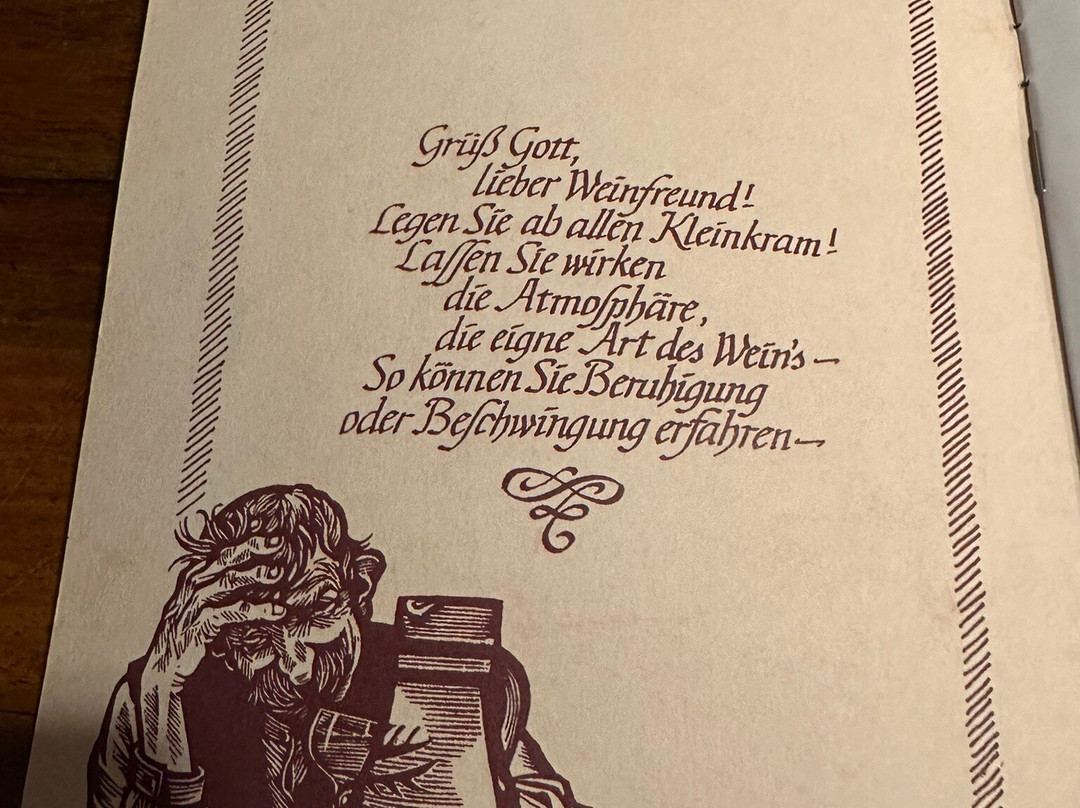 Grüß Gott,
lieber Weinfreund!
Legen Sie ab allen Kleinkram!
Laſſen Sie wirken
die Atmoſphäre,
die eigne Art des Wein's –
So können Sie Beruhigung
oder Beſchwingung erfahren –